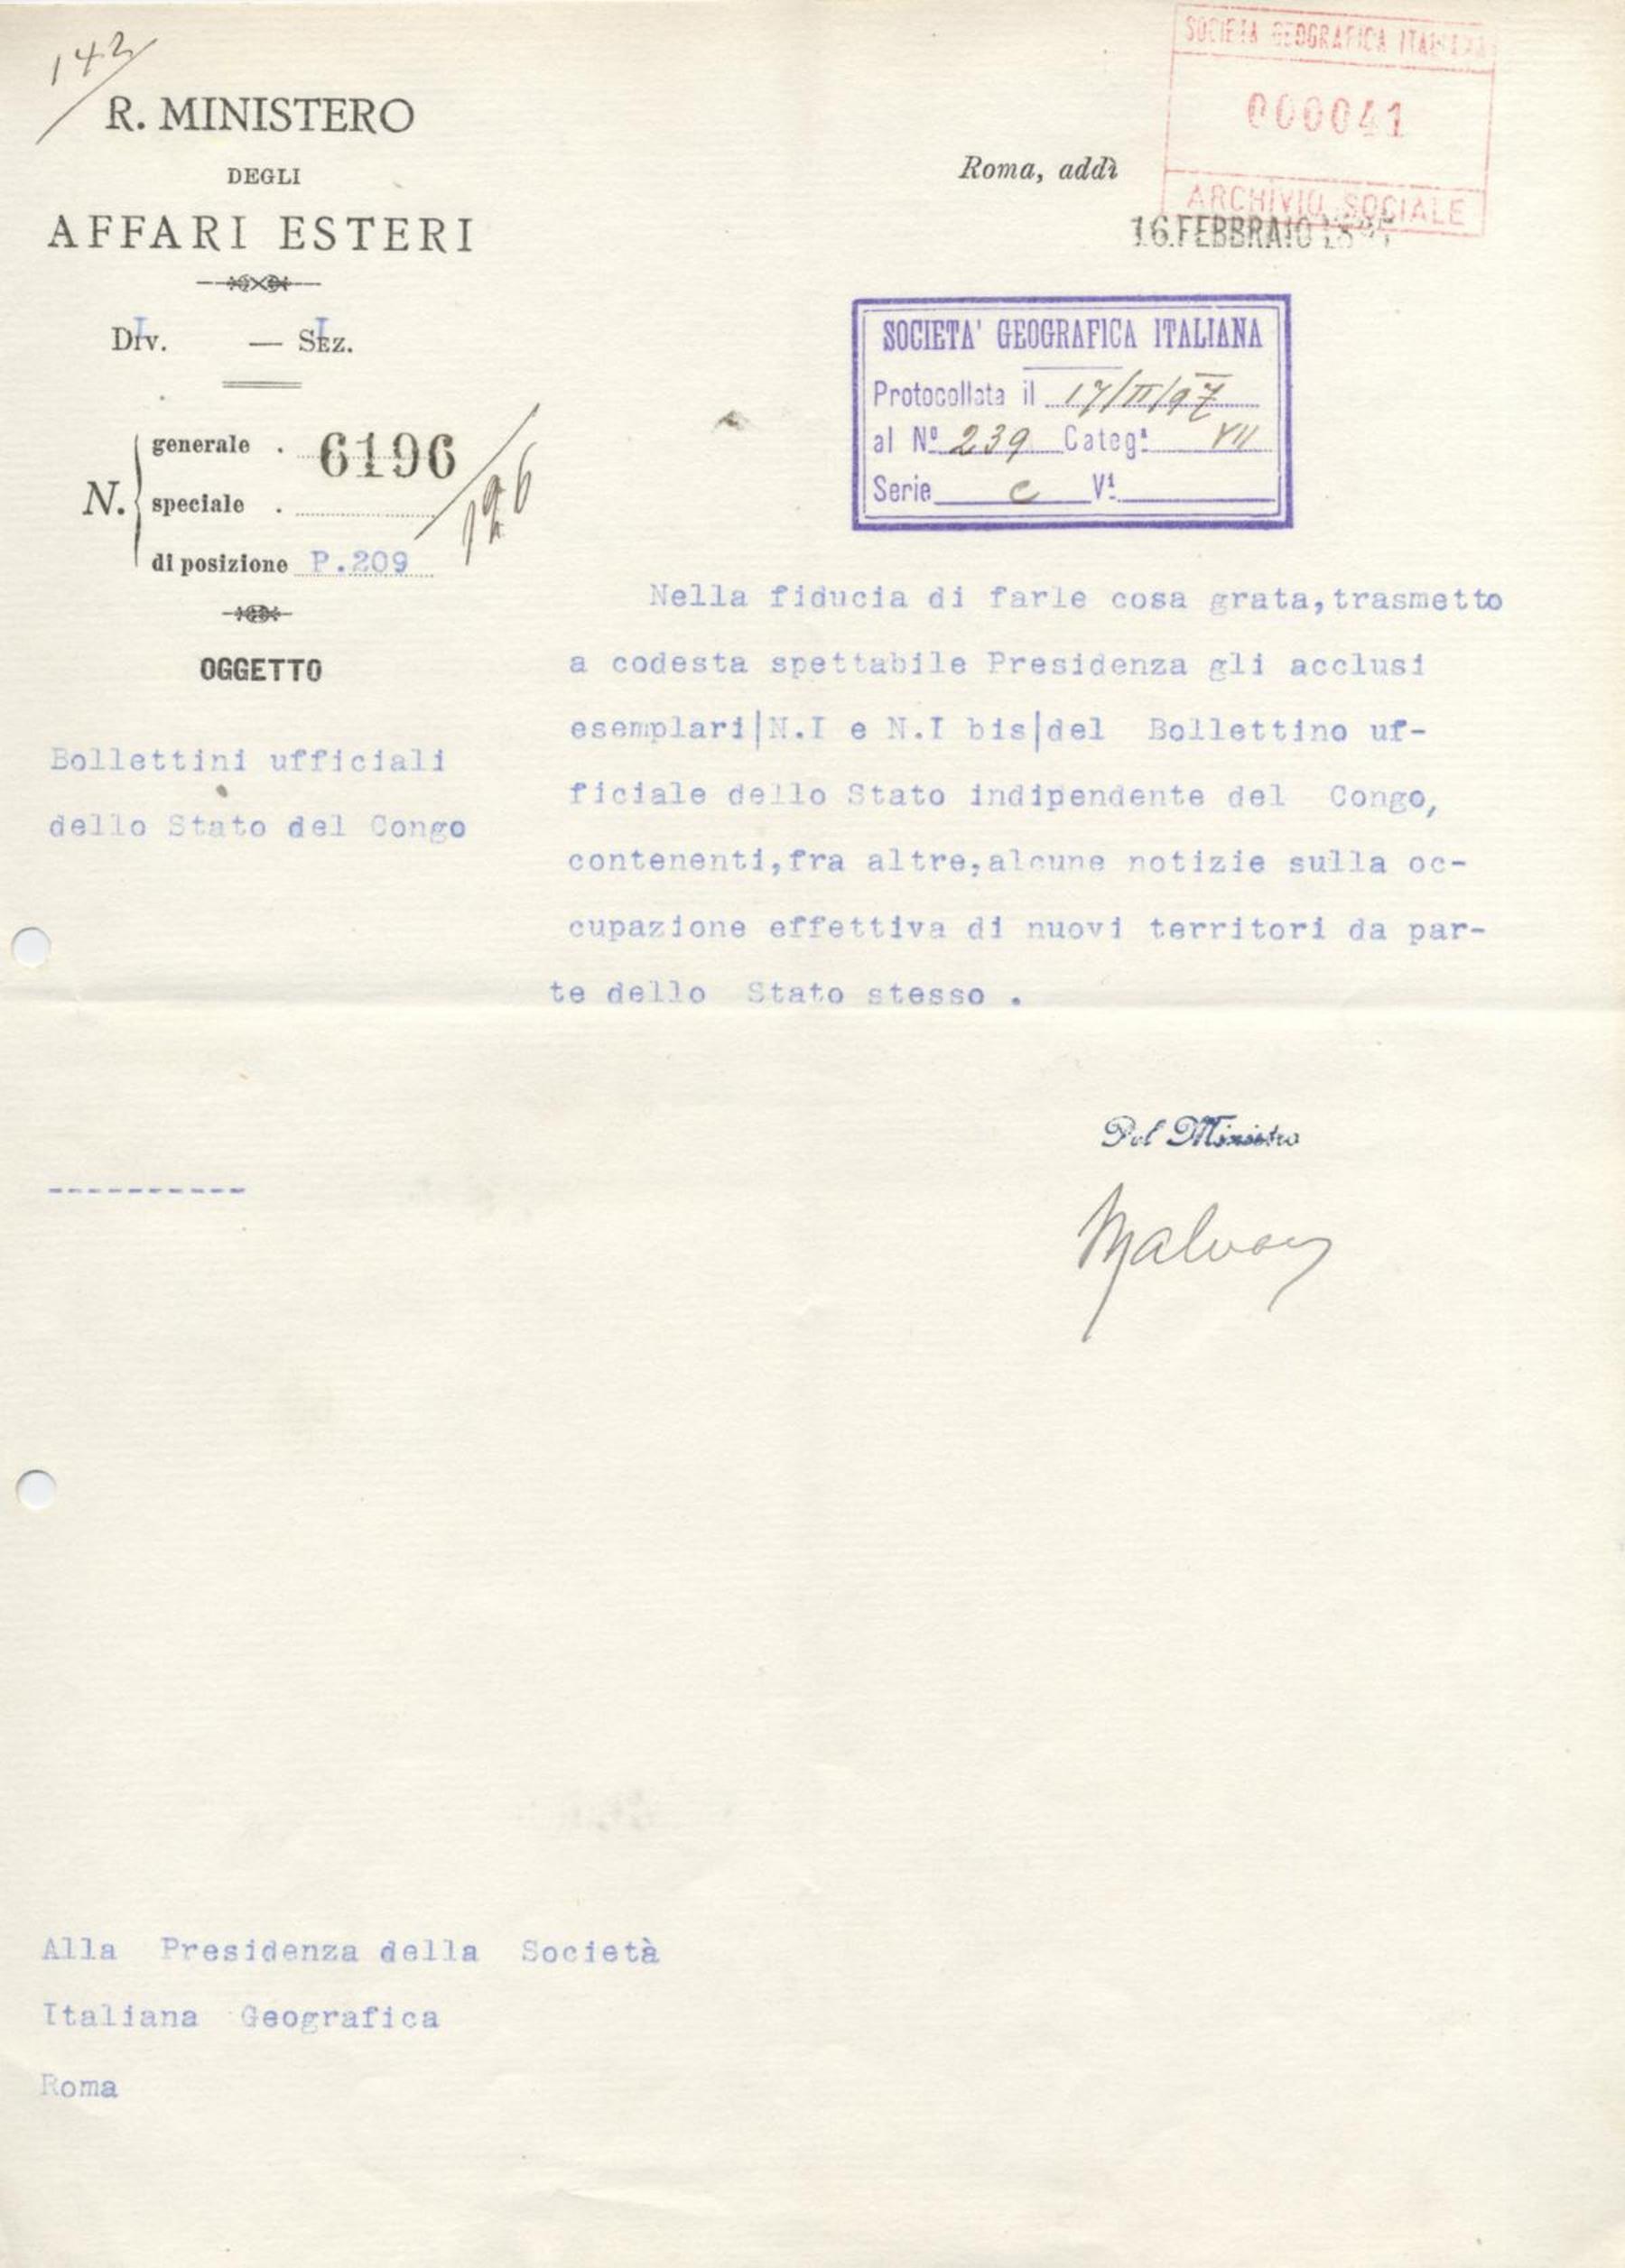 142
R. MINISTERO
DEGLI
AFFARI ESTERI
Div. I — Sez. I
N. generale . 6196
speciale .
di posizione P.209
OGGETTO
Bollettini ufficiali
dello Stato del Congo
SOCIETÀ GEOGRAFICA ITALIANA
000041
ARCHIVIO SOCIALE
Roma, addì
16.FEBBRAIO
SOCIETA' GEOGRAFICA ITALIANA
Protocollata il 17/II/97
al Nº 239 Categª VII
Serie C Vª
Nella fiducia di farle cosa grata,trasmetto
a codesta spettabile Presidenza gli acclusi
esemplari|N.I e N.I bis|del Bollettino uf-
ficiale dello Stato indipendente del Congo,
contenenti,fra altre,alcune notizie sulla oc-
cupazione effettiva di nuovi territori da par-
te dello Stato stesso .
Pel Ministro
----------
Alla Presidenza della Società
Italiana Geografica
Roma